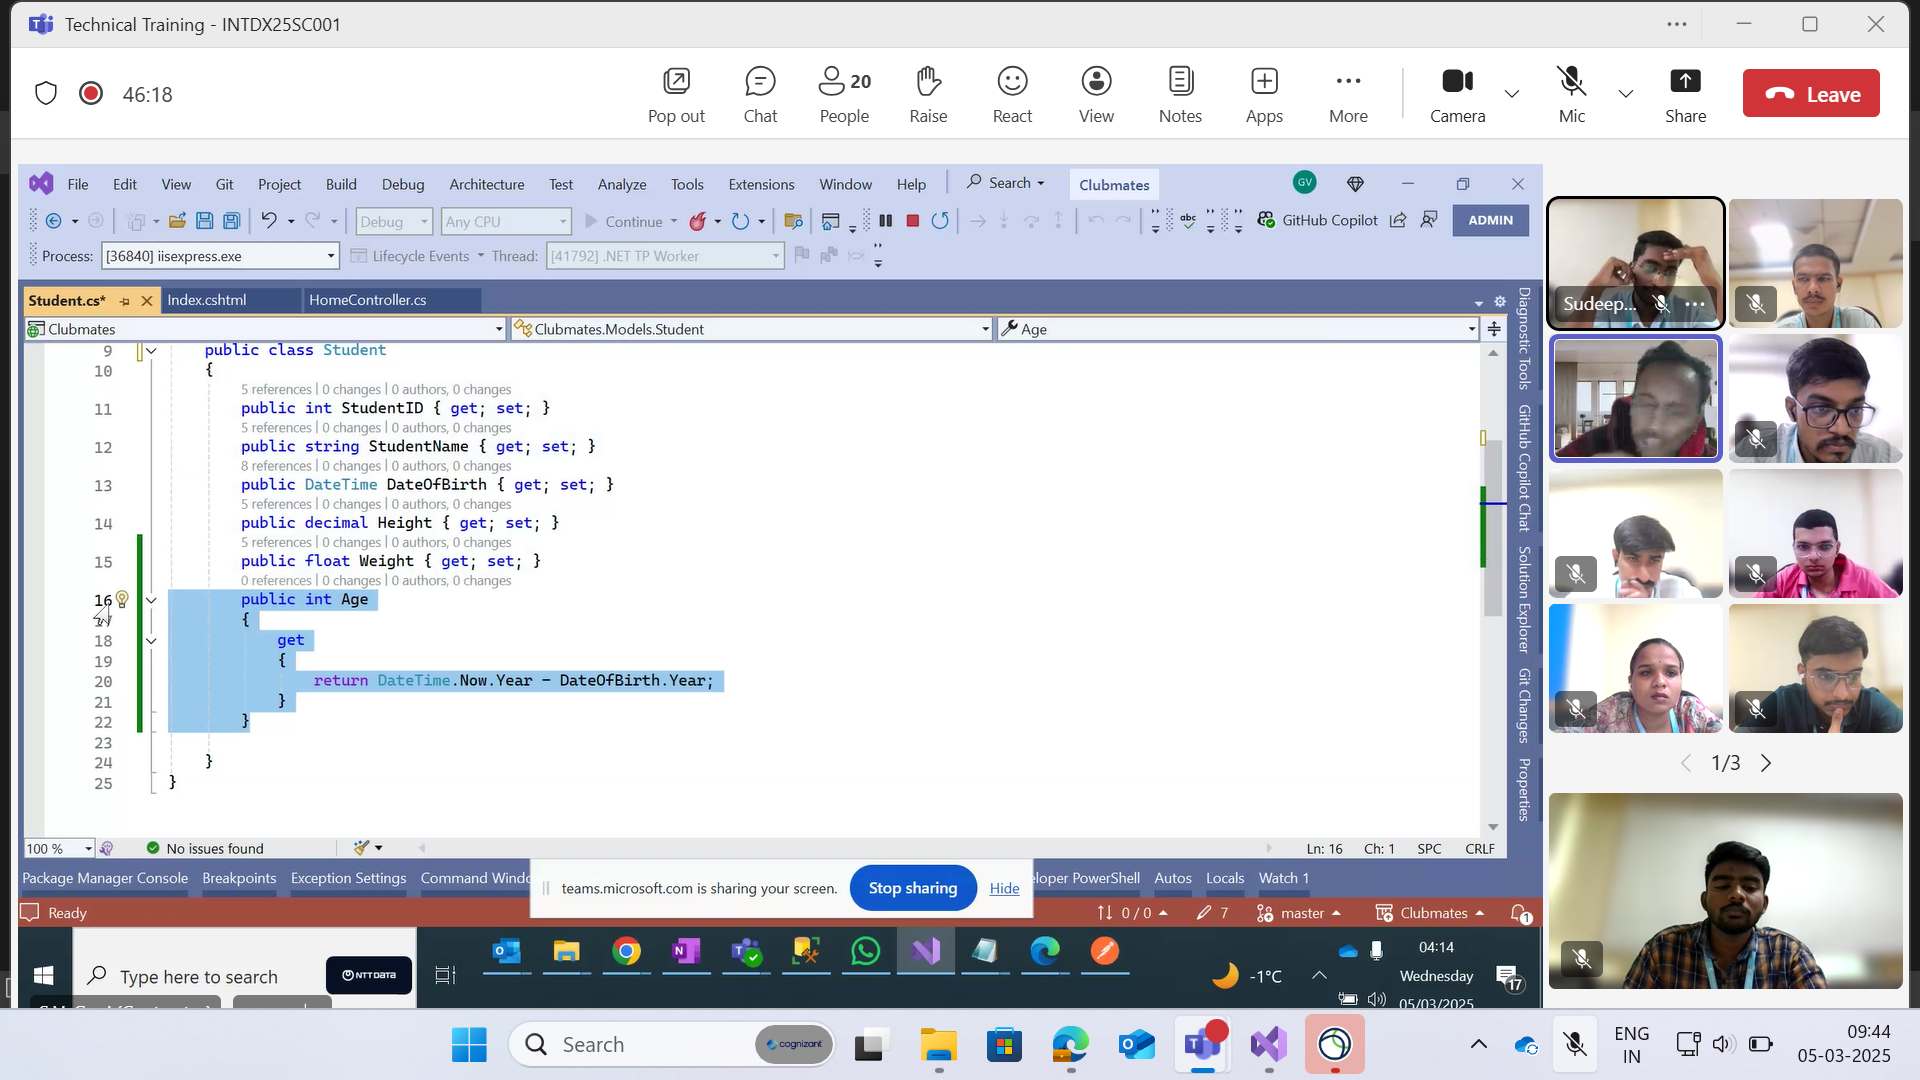 Technical Training - INTDX25SC001
46:18
Pop out
Chat
20
People
Raise
React
View
Notes
Apps
More
Camera
Mic
Share
Leave
File Edit View Git Project Build Debug Architecture Test Analyze Tools Extensions Window Help Search Clubmates GV
Debug Any CPU Continue abc GitHub Copilot ADMIN
Process: [36840] iisexpress.exe Lifecycle Events Thread: [41792] .NET TP Worker
Student.cs* Index.cshtml HomeController.cs
Clubmates Clubmates.Models.Student Age
9 public class Student
10 {
5 references | 0 changes | 0 authors, 0 changes
11 public int StudentID { get; set; }
5 references | 0 changes | 0 authors, 0 changes
12 public string StudentName { get; set; }
8 references | 0 changes | 0 authors, 0 changes
13 public DateTime DateOfBirth { get; set; }
5 references | 0 changes | 0 authors, 0 changes
14 public decimal Height { get; set; }
5 references | 0 changes | 0 authors, 0 changes
15 public float Weight { get; set; }
0 references | 0 changes | 0 authors, 0 changes
16 public int Age
{
18 get
19 {
20 return DateTime.Now.Year - DateOfBirth.Year;
21 }
22 }
23
24 }
25 }
Diagnostic Tools
GitHub Copilot Chat
Solution Explorer
Git Changes
Properties
100 % No issues found Ln: 16 Ch: 1 SPC CRLF
Package Manager Console Breakpoints Exception Settings Command PowerShell Autos Locals Watch 1
teams.microsoft.com is sharing your screen. Stop sharing Hide
Ready 0 / 0 7 master Clubmates 1
Type here to search NTT DATA -1°C 04:14
Wednesday
05/03/2025
17
Sudeep...
1/3
Search cognizant ENG
IN
09:44
05-03-2025